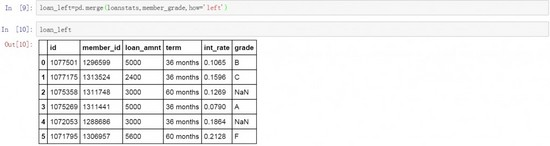 In [9]: loan_left=pd.merge(loanstats,member_grade,how='left')
In [10]: loan_left
Out[10]:
id member_id loan_amnt term int_rate grade
0 1077501 1296599 5000 36 months 0.1065 B
1 1077175 1313524 2400 36 months 0.1596 C
2 1075358 1311748 3000 60 months 0.1269 NaN
3 1075269 1311441 5000 36 months 0.0790 A
4 1072053 1288686 3000 36 months 0.1864 NaN
5 1071795 1306957 5600 60 months 0.2128 F